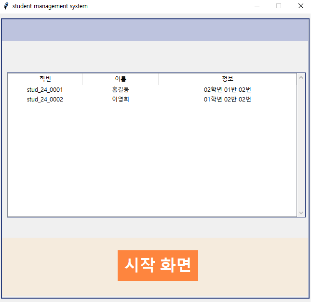 student management system
학번 이름 정보
stud_24_0001 홍길동 02학년 01반 02번
stud_24_0002 이영희 01학년 02반 02번
시작 화면